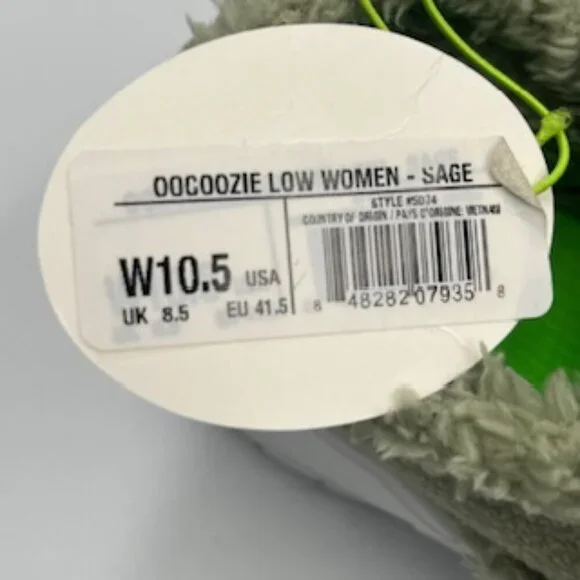 OOCOOZIE LOW WOMEN - SAGE
STYLE #5074
COUNTRY OF ORIGIN / PAYS D'ORIGINE: VIETNAM
W10.5 USA
UK 8.5 EU 41.5
8 48282 07935 8